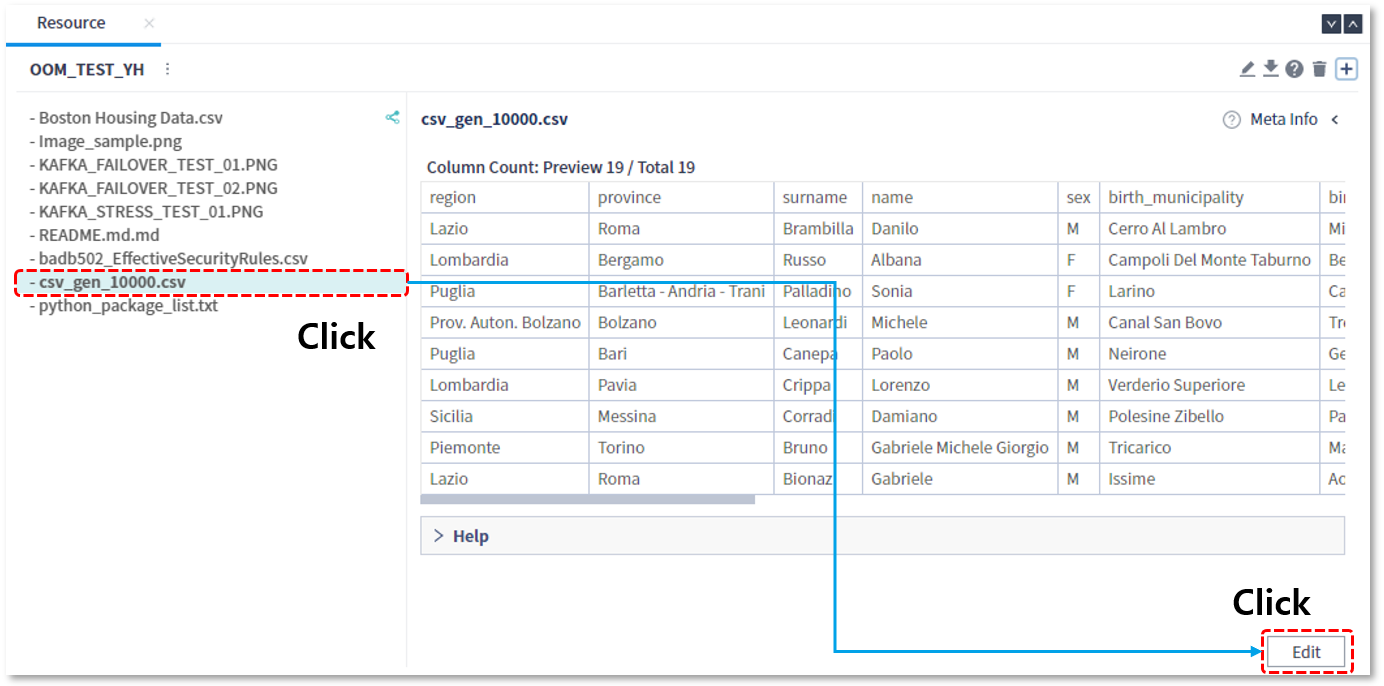 Resource
OOM_TEST_YH
- Boston Housing Data.csv
- Image_sample.png
- KAFKA_FAILOVER_TEST_01.PNG
- KAFKA_FAILOVER_TEST_02.PNG
- KAFKA_STRESS_TEST_01.PNG
- README.md.md
- badb502_EffectiveSecurityRules.csv
- csv_gen_10000.csv
- python_package_list.txt
Click
csv_gen_10000.csv
Meta Info
Column Count: Preview 19 / Total 19
region province surname name sex birth_municipality
Lazio Roma Brambilla Danilo M Cerro Al Lambro Mi
Lombardia Bergamo Russo Albana F Campoli Del Monte Taburno Be
Puglia Barletta - Andria - Trani Palladino Sonia F Larino Ca
Prov. Auton. Bolzano Bolzano Leonardi Michele M Canal San Bovo
Puglia Bari Canepa Paolo M Neirone Ge
Lombardia Pavia Crippa Lorenzo M Verderio Superiore Le
Sicilia Messina Corradi Damiano M Polesine Zibello Pa
Piemonte Torino Bruno Gabriele Michele Giorgio M Tricarico
Lazio Roma Bionaz Gabriele M Issime
Help
Click
Edit